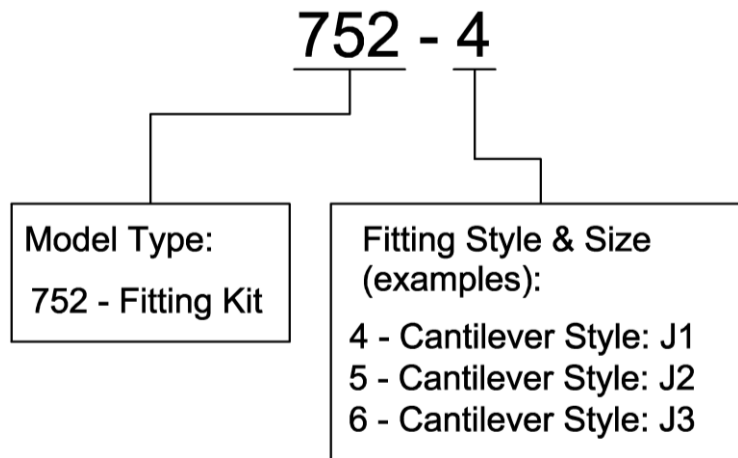 752 - 4
Model Type:
752 - Fitting Kit
Fitting Style & Size
(examples):
4 - Cantilever Style: J1
5 - Cantilever Style: J2
6 - Cantilever Style: J3